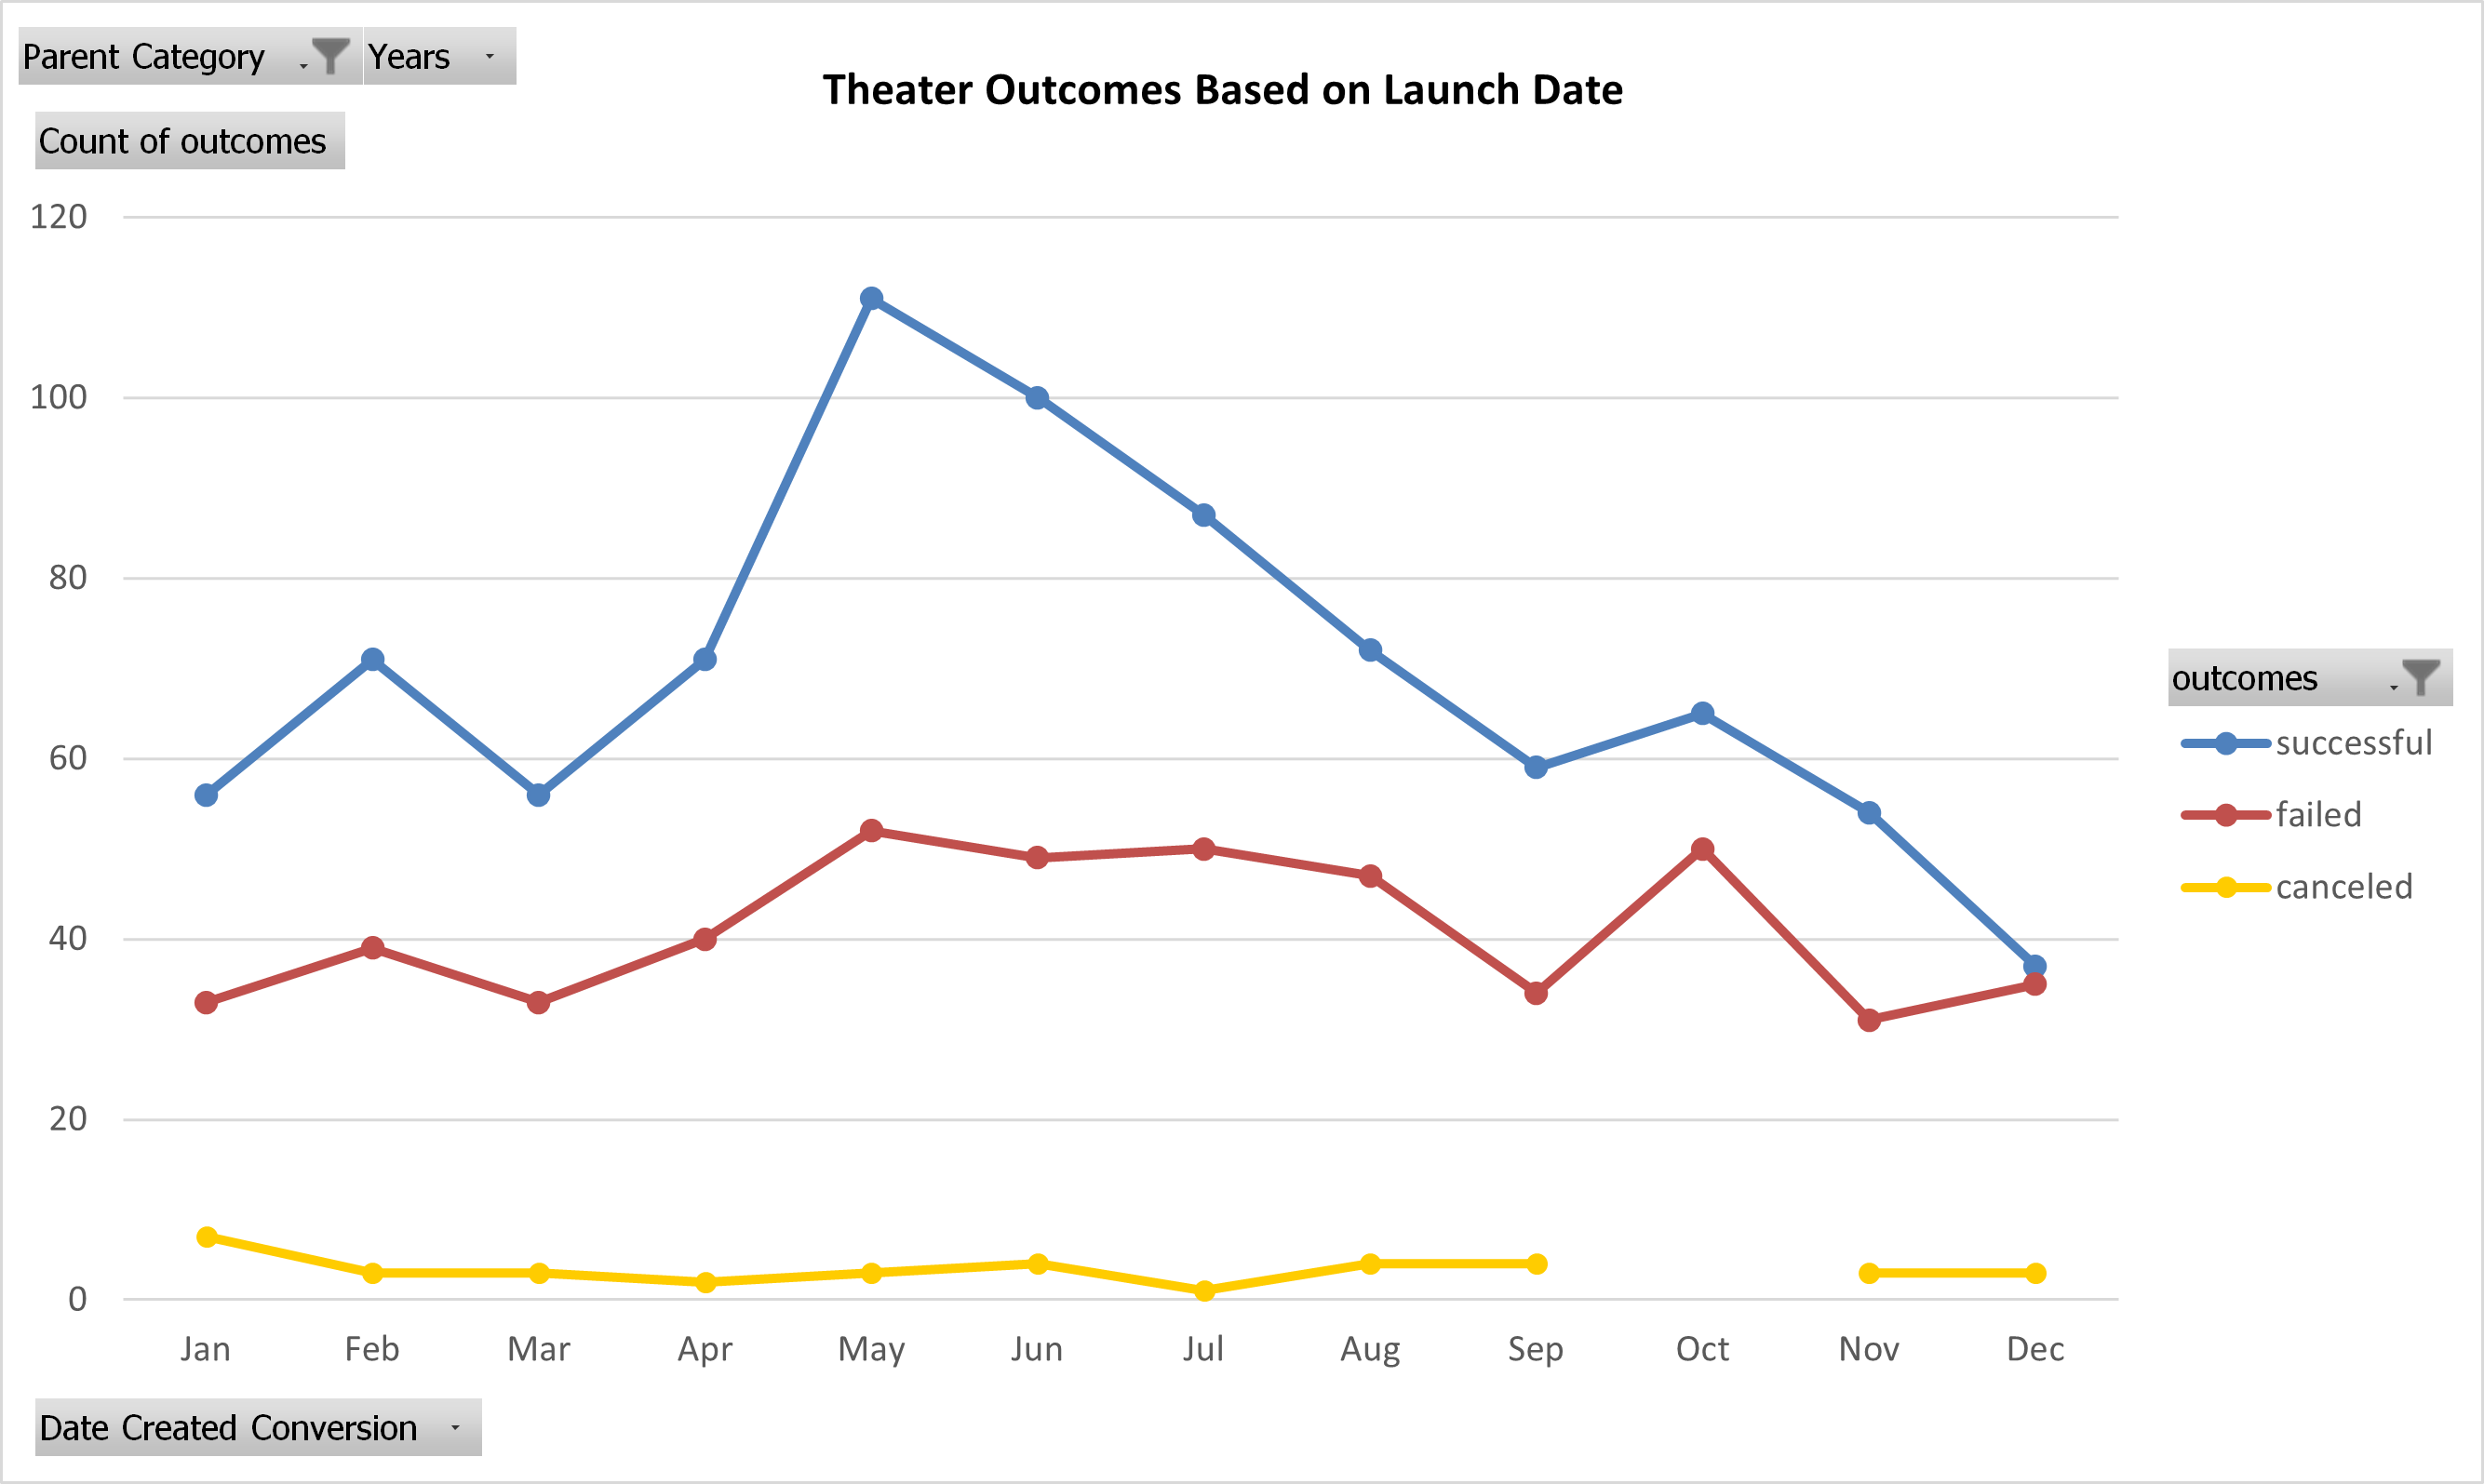 Parent Category Years
Theater Outcomes Based on Launch Date
Count of outcomes
120
100
80
60
40
20
0
outcomes
successful
failed
canceled
Jan Feb Mar Apr May Jun Jul Aug Sep Oct Nov Dec
Date Created Conversion